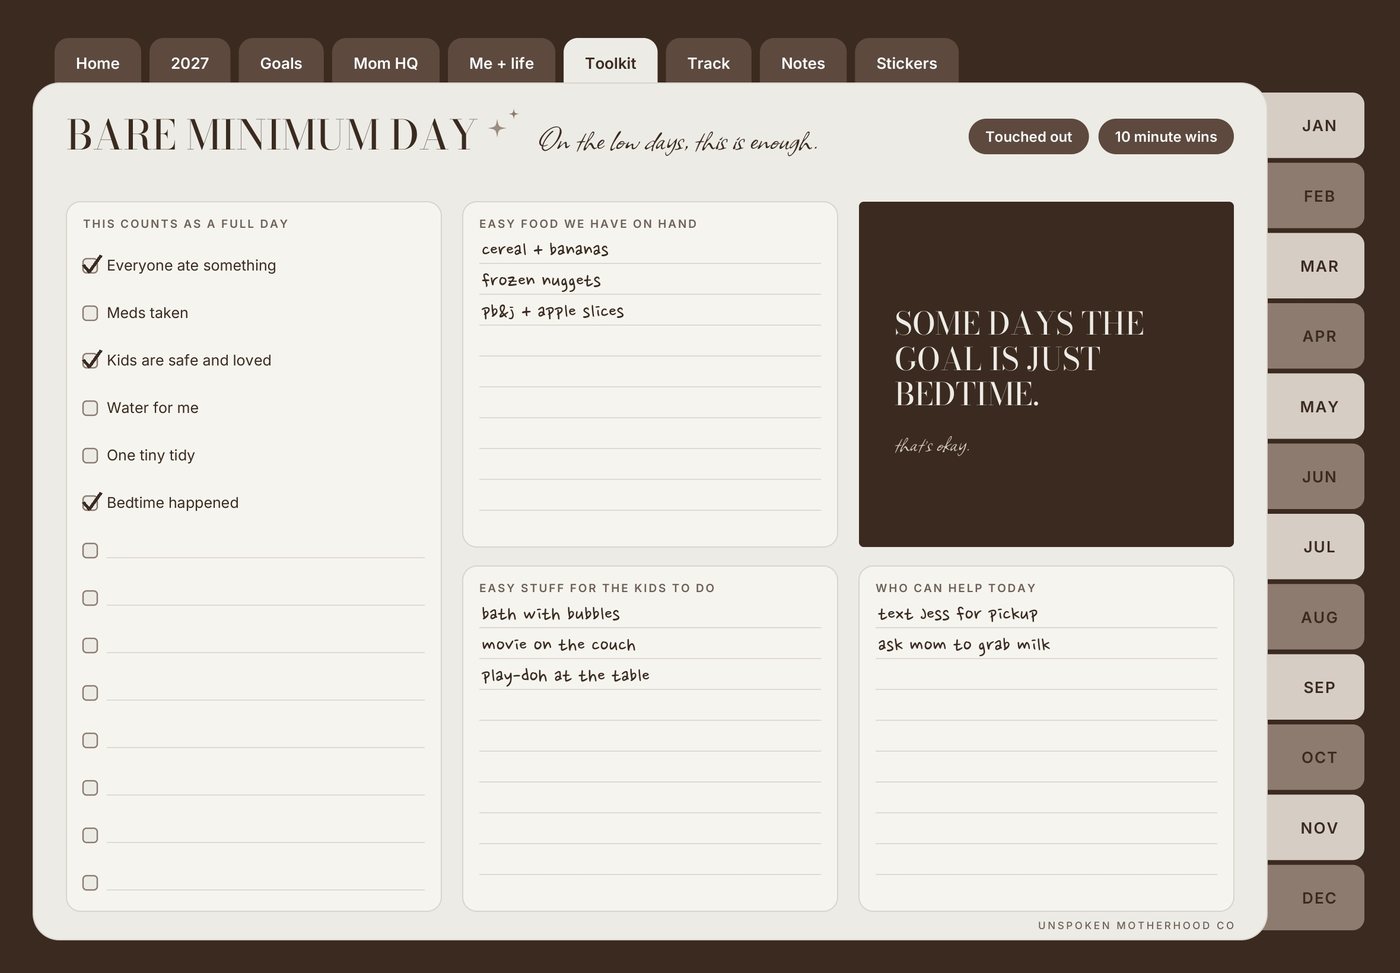 Home
2027
Goals
Mom HQ
Me + life
Toolkit
Track
Notes
Stickers
BARE MINIMUM DAY
On the low days, this is enough.
Touched out
10 minute wins
THIS COUNTS AS A FULL DAY
Everyone ate something
Meds taken
Kids are safe and loved
Water for me
One tiny tidy
Bedtime happened
EASY FOOD WE HAVE ON HAND
cereal + bananas
frozen nuggets
pb&j + apple slices
SOME DAYS THE
GOAL IS JUST
BEDTIME.
that's okay.
EASY STUFF FOR THE KIDS TO DO
bath with bubbles
movie on the couch
play-doh at the table
WHO CAN HELP TODAY
text Jess for pickup
ask mom to grab milk
UNSPOKEN MOTHERHOOD CO
JAN
FEB
MAR
APR
MAY
JUN
JUL
AUG
SEP
OCT
NOV
DEC